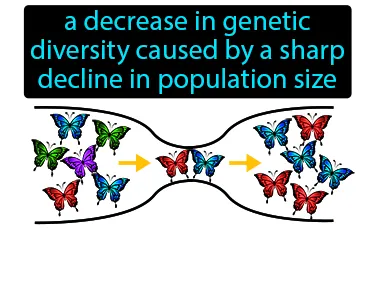 a decrease in genetic
diversity caused by a sharp
decline in population size